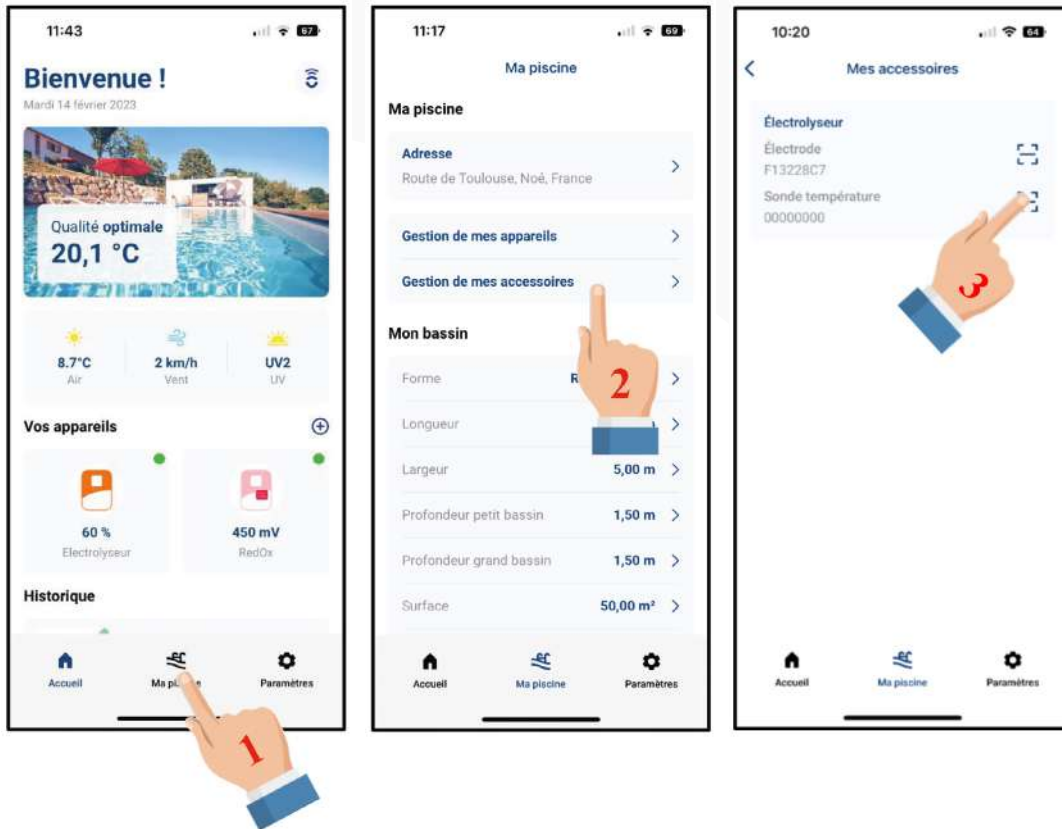 11:43
67
Bienvenue !
Mardi 14 février 2023
Qualité optimale
20,1 °C
8.7°C
2 km/h
UV2
Air
Vent
UV
Vos appareils
60 %
450 mV
Electrolyseur
RedOx
Historique
Accueil
Paramètres
1
11:17
69
Ma piscine
Ma piscine
Adresse
Route de Toulouse, Noé, France
Gestion de mes appareils
Gestion de mes accessoires
Mon bassin
Forme
2
Longueur
Largeur
5,00 m
Profondeur petit bassin
1,50 m
Profondeur grand bassin
1,50 m
Surface
50,00 m²
Accueil
Ma piscine
Paramètres
10:20
64
Mes accessoires
Électrolyseur
Électrode
F13228C7
Sonde température
00000000
3
Accueil
Ma piscine
Paramètres